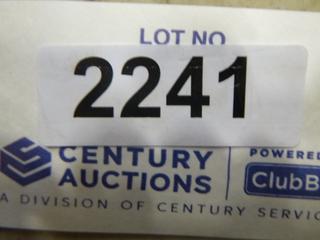 LOT NO
2241
CENTURY
AUCTIONS
POWERED
ClubB
A DIVISION OF CENTURY SERVIC